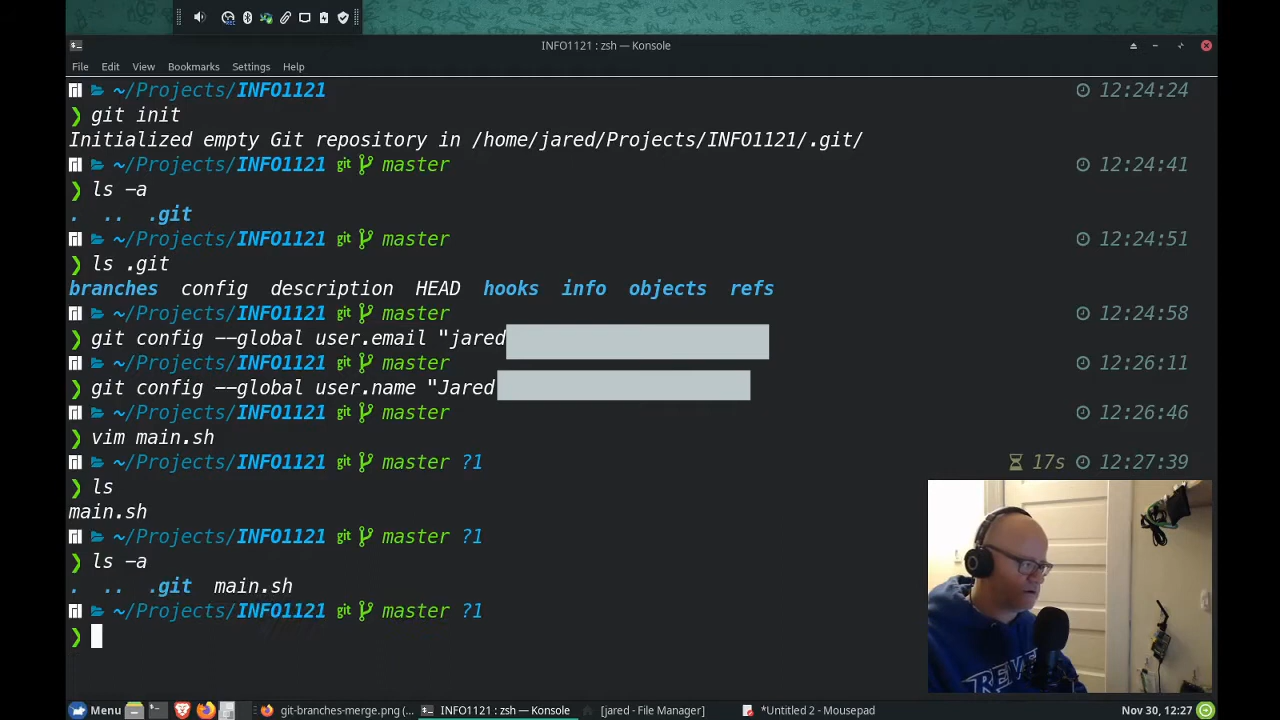 INFO1121 : zsh — Konsole
File Edit View Bookmarks Settings Help
~/Projects/INFO1121 12:24:24
❯ git init
Initialized empty Git repository in /home/jared/Projects/INFO1121/.git/
~/Projects/INFO1121 git master 12:24:41
❯ ls -a
. .. .git
~/Projects/INFO1121 git master 12:24:51
❯ ls .git
branches config description HEAD hooks info objects refs
~/Projects/INFO1121 git master 12:24:58
❯ git config --global user.email "jared
~/Projects/INFO1121 git master 12:26:11
❯ git config --global user.name "Jared
~/Projects/INFO1121 git master 12:26:46
❯ vim main.sh
~/Projects/INFO1121 git master ?1 17s 12:27:39
❯ ls
main.sh
~/Projects/INFO1121 git master ?1
❯ ls -a
. .. .git main.sh
~/Projects/INFO1121 git master ?1
❯
Menu git-branches-merge.png (... INFO1121 : zsh — Konsole [jared - File Manager] *Untitled 2 - Mousepad Nov 30, 12:27